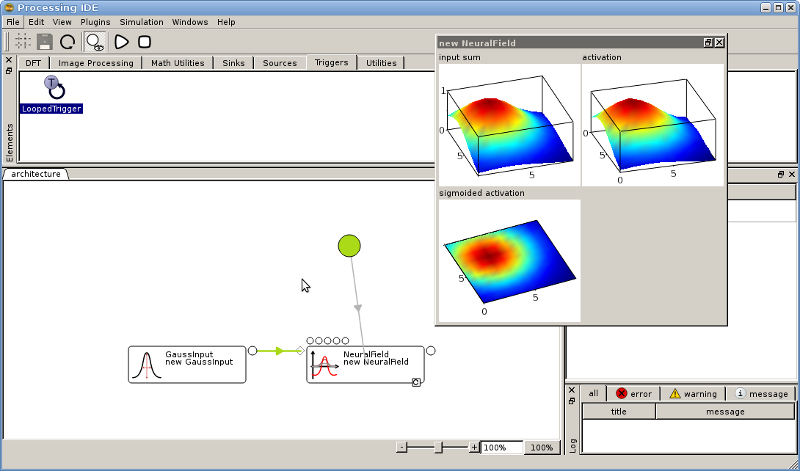 Processing IDE
File Edit View Plugins Simulation Windows Help
DFT Image Processing Math Utilities Sinks Sources Triggers Utilities
Elements
T
LoopedTrigger
architecture
new NeuralField
input sum
activation
1
0
5
5
0
5
0
5
sigmoided activation
5
0
5
GaussInput
new GaussInput
NeuralField
new NeuralField
C
- + 100% 100%
Log
all error warning message
title message